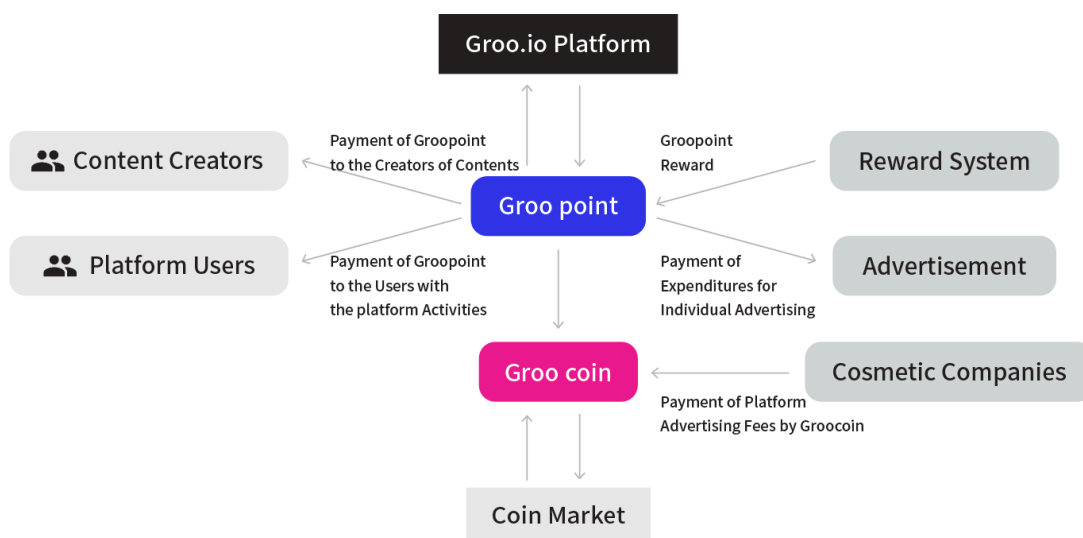 Groo.io Platform
Payment of Groopoint
to the Creators of Contents
Groopoint
Reward
Content Creators
Reward System
Groo point
Platform Users
Advertisement
Payment of Groopoint
to the Users with
the platform Activities
Payment of
Expenditures for
Individual Advertising
Groo coin
Cosmetic Companies
Payment of Platform
Advertising Fees by Groocoin
Coin Market